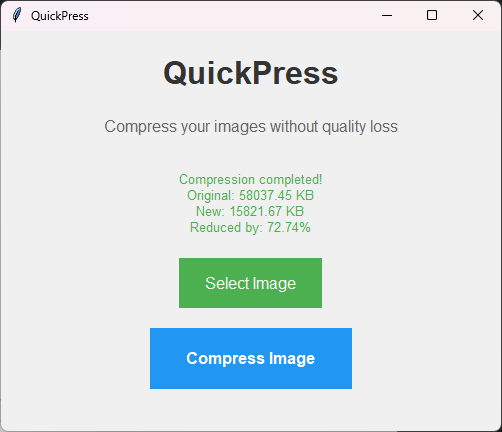 QuickPress
QuickPress
Compress your images without quality loss
Compression completed!
Original: 58037.45 KB
New: 15821.67 KB
Reduced by: 72.74%
Select Image
Compress Image